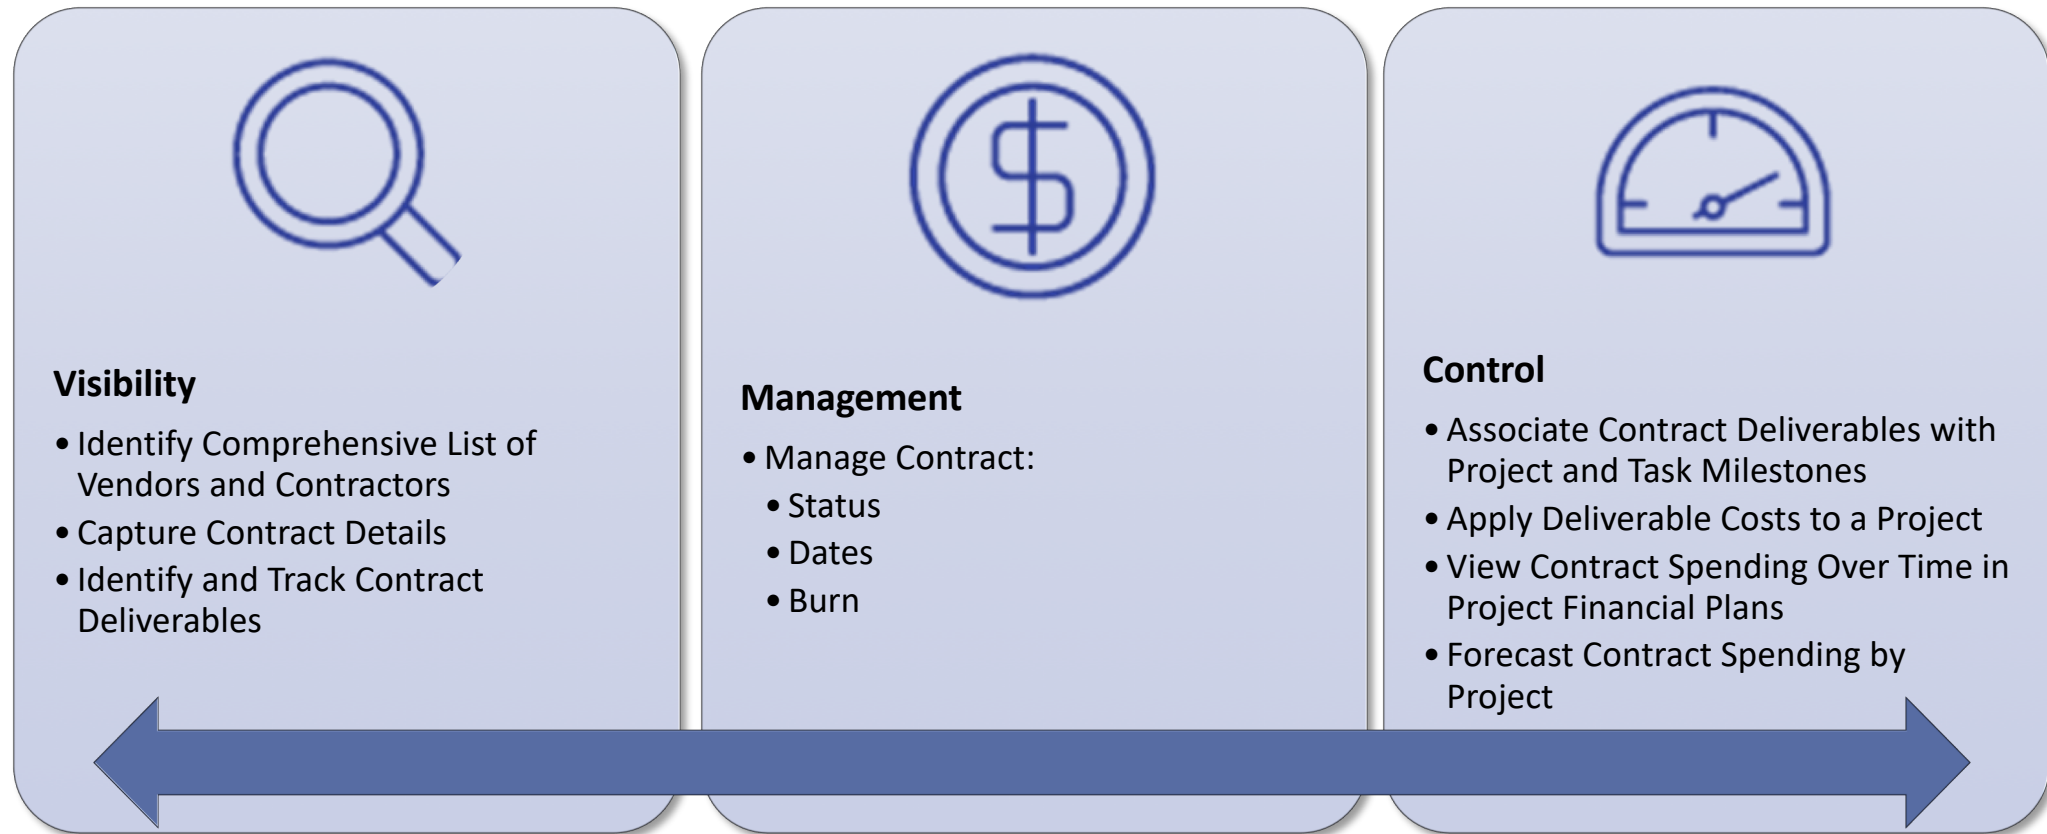 Visibility
• Identify Comprehensive List of
Vendors and Contractors
• Capture Contract Details
• Identify and Track Contract
Deliverables
Management
• Manage Contract:
• Status
• Dates
• Burn
Control
• Associate Contract Deliverables with
Project and Task Milestones
• Apply Deliverable Costs to a Project
• View Contract Spending Over Time in
Project Financial Plans
• Forecast Contract Spending by
Project